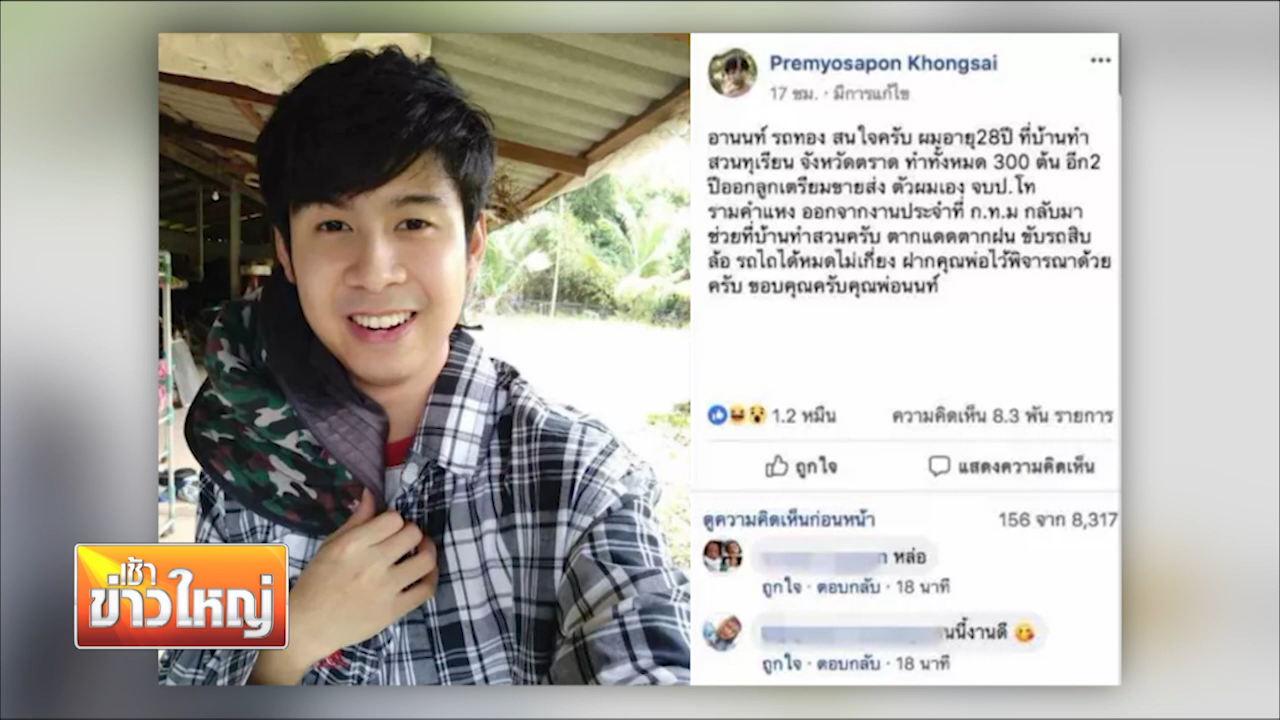 Premyosapon Khongsai
17 ชม. · มีการแก้ไข
อานนท์ รถทอง สนใจครับ ผมอายุ28ปี ที่บ้านทำ
สวนทุเรียน จังหวัดตราด ทำทั้งหมด 300 ต้น อีก2
ปีออกลูกเตรียมขายส่ง ตัวผมเอง จบป.โท
รามคำแหง ออกจากงานประจำที่ ก.ท.ม กลับมา
ช่วยที่บ้านทำสวนครับ ตากแดดตากฝน ขับรถสิบ
ล้อ รถไถได้หมดไม่เกี่ยง ฝากคุณพ่อไว้พิจารณาด้วย
ครับ ขอบคุณครับคุณพ่อนนท์
1.2 หมื่น ความคิดเห็น 8.3 พัน รายการ
ถูกใจ แสดงความคิดเห็น
ดูความคิดเห็นก่อนหน้า 156 จาก 8,317
หล่อ
ถูกใจ · ตอบกลับ · 18 นาที
นนี้งานดี
ถูกใจ · ตอบกลับ · 18 นาที
เช้า
ข่าวใหญ่